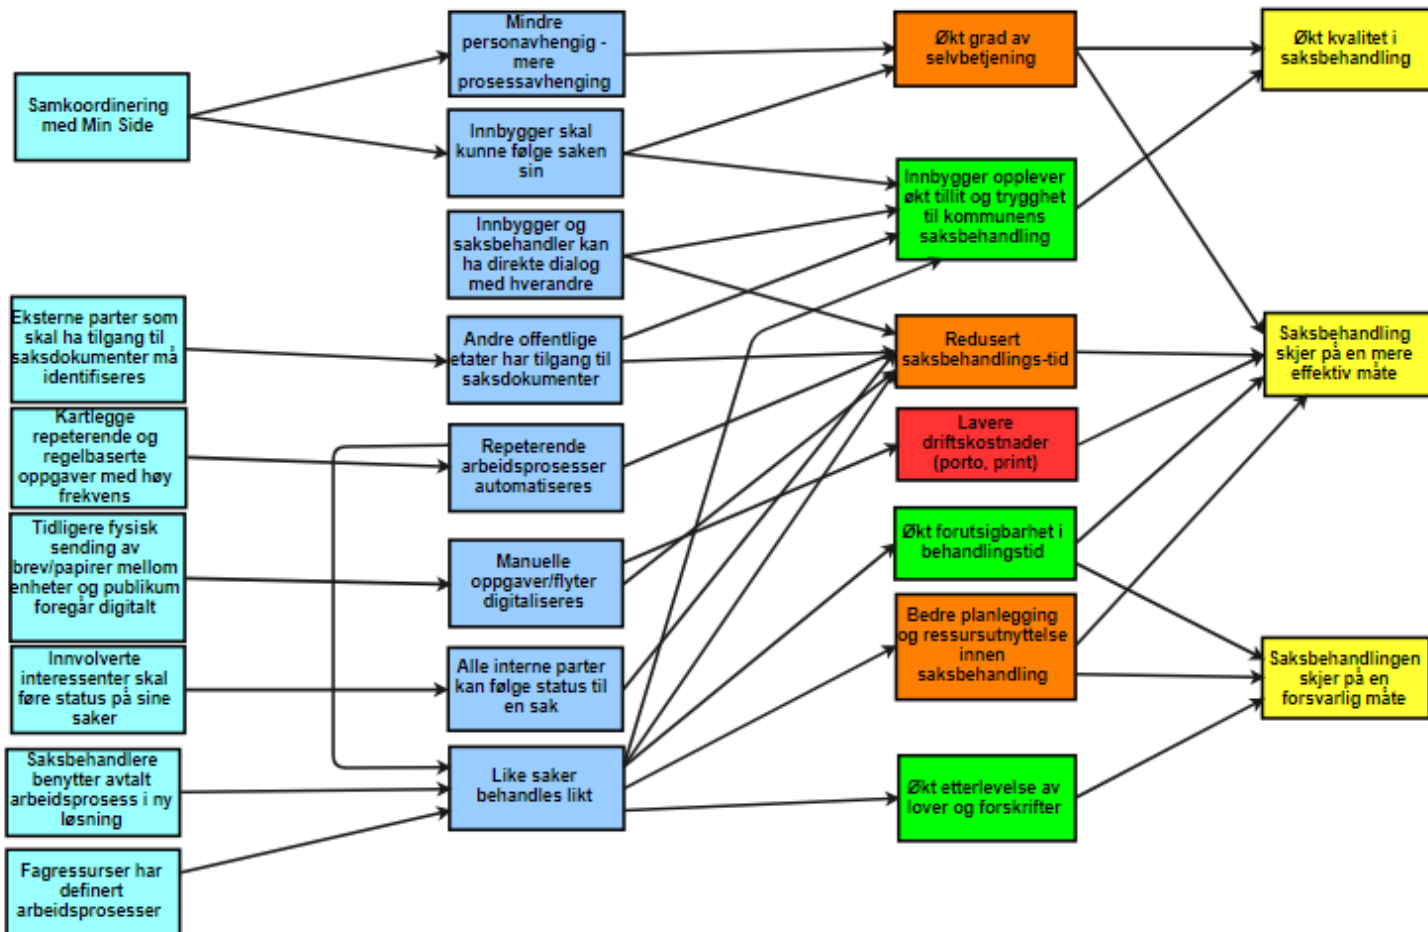 Samkoordinering
med Min Side
Eksterne parter som
skal ha tilgang til
saksdokumenter må
identifiseres
Kartlegge
repeterende og
regelbaserte
oppgaver med høy
frekvens
Tidligere fysisk
sending av
brev/papirer mellom
enheter og publikum
foregår digitalt
Innvolverte
interessenter skal
føre status på sine
saker
Saksbehandlere
benytter avtalt
arbeidsprosess i ny
løsning
Fagressurser har
definert
arbeidsprosesser
Mindre
personavhengig -
mere
prosessavhenging
Innbygger skal
kunne følge saken
sin
Innbygger og
saksbehandler kan
ha direkte dialog
med hverandre
Andre offentlige
etater har tilgang til
saksdokumenter
Repeterende
arbeidsprosesser
automatiseres
Manuelle
oppgaver/flyter
digitaliseres
Alle interne parter
kan følge status til
en sak
Like saker
behandles likt
Økt grad av
selvbetjening
Innbygger opplever
økt tillit og trygghet
til kommunens
saksbehandling
Redusert
saksbehandlings-tid
Lavere
driftskostnader
(porto, print)
Økt forutsigbarhet i
behandlingstid
Bedre planlegging
og ressursutnyttelse
innen
saksbehandling
Økt etterlevelse av
lover og forskrifter
Økt kvalitet i
saksbehandling
Saksbehandling
skjer på en mere
effektiv måte
Saksbehandlingen
skjer på en
forsvarlig måte